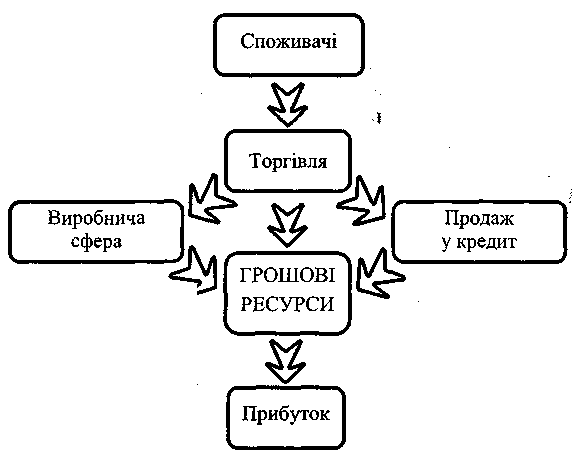 Споживачі
Торгівля
Виробнича
сфера
Продаж
у кредит
ГРОШОВІ
РЕСУРСИ
Прибуток